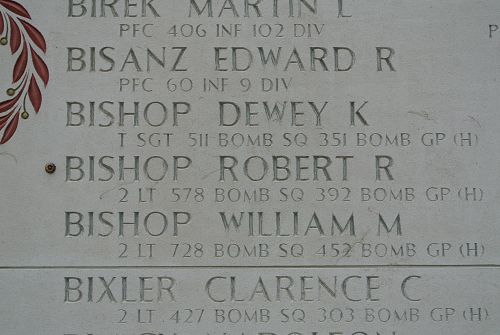 BIREK MARTIN L
PFC 406 INF 102 DIV
P
BISANZ EDWARD R
PFC 60 INF 9 DIV
BISHOP DEWEY K
T SGT 511 BOMB SQ 351 BOMB GP (H)
BISHOP ROBERT R
2 LT 578 BOMB SQ 392 BOMB GP (H)
BISHOP WILLIAM M
2 LT 728 BOMB SQ 452 BOMB GP (H)
BIXLER CLARENCE C
2 LT 427 BOMB SQ 303 BOMB GP (H)